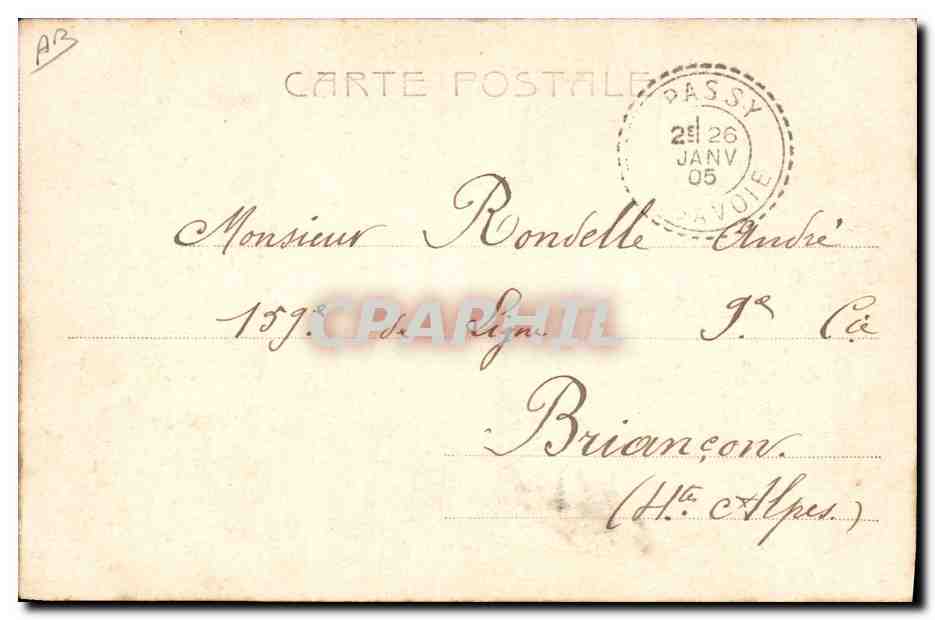 AB
CARTE POSTALE
PASSY
2E 26
JANV
05
SAVOIE
Monsieur Rondelle André
159e de Ligne 9e Cie
CPAPHIL
Briançon.
(Htes Alpes.)